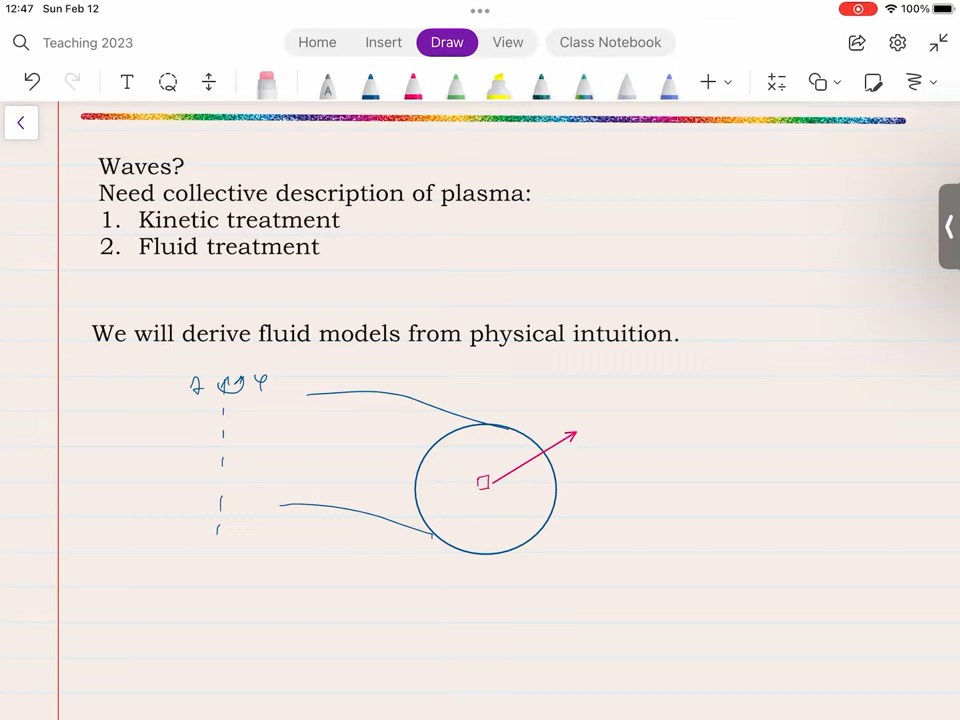 12:47 Sun Feb 12
100%
Teaching 2023
Home Insert Draw View Class Notebook
T
A
Waves?
Need collective description of plasma:
1. Kinetic treatment
2. Fluid treatment
We will derive fluid models from physical intuition.
φ